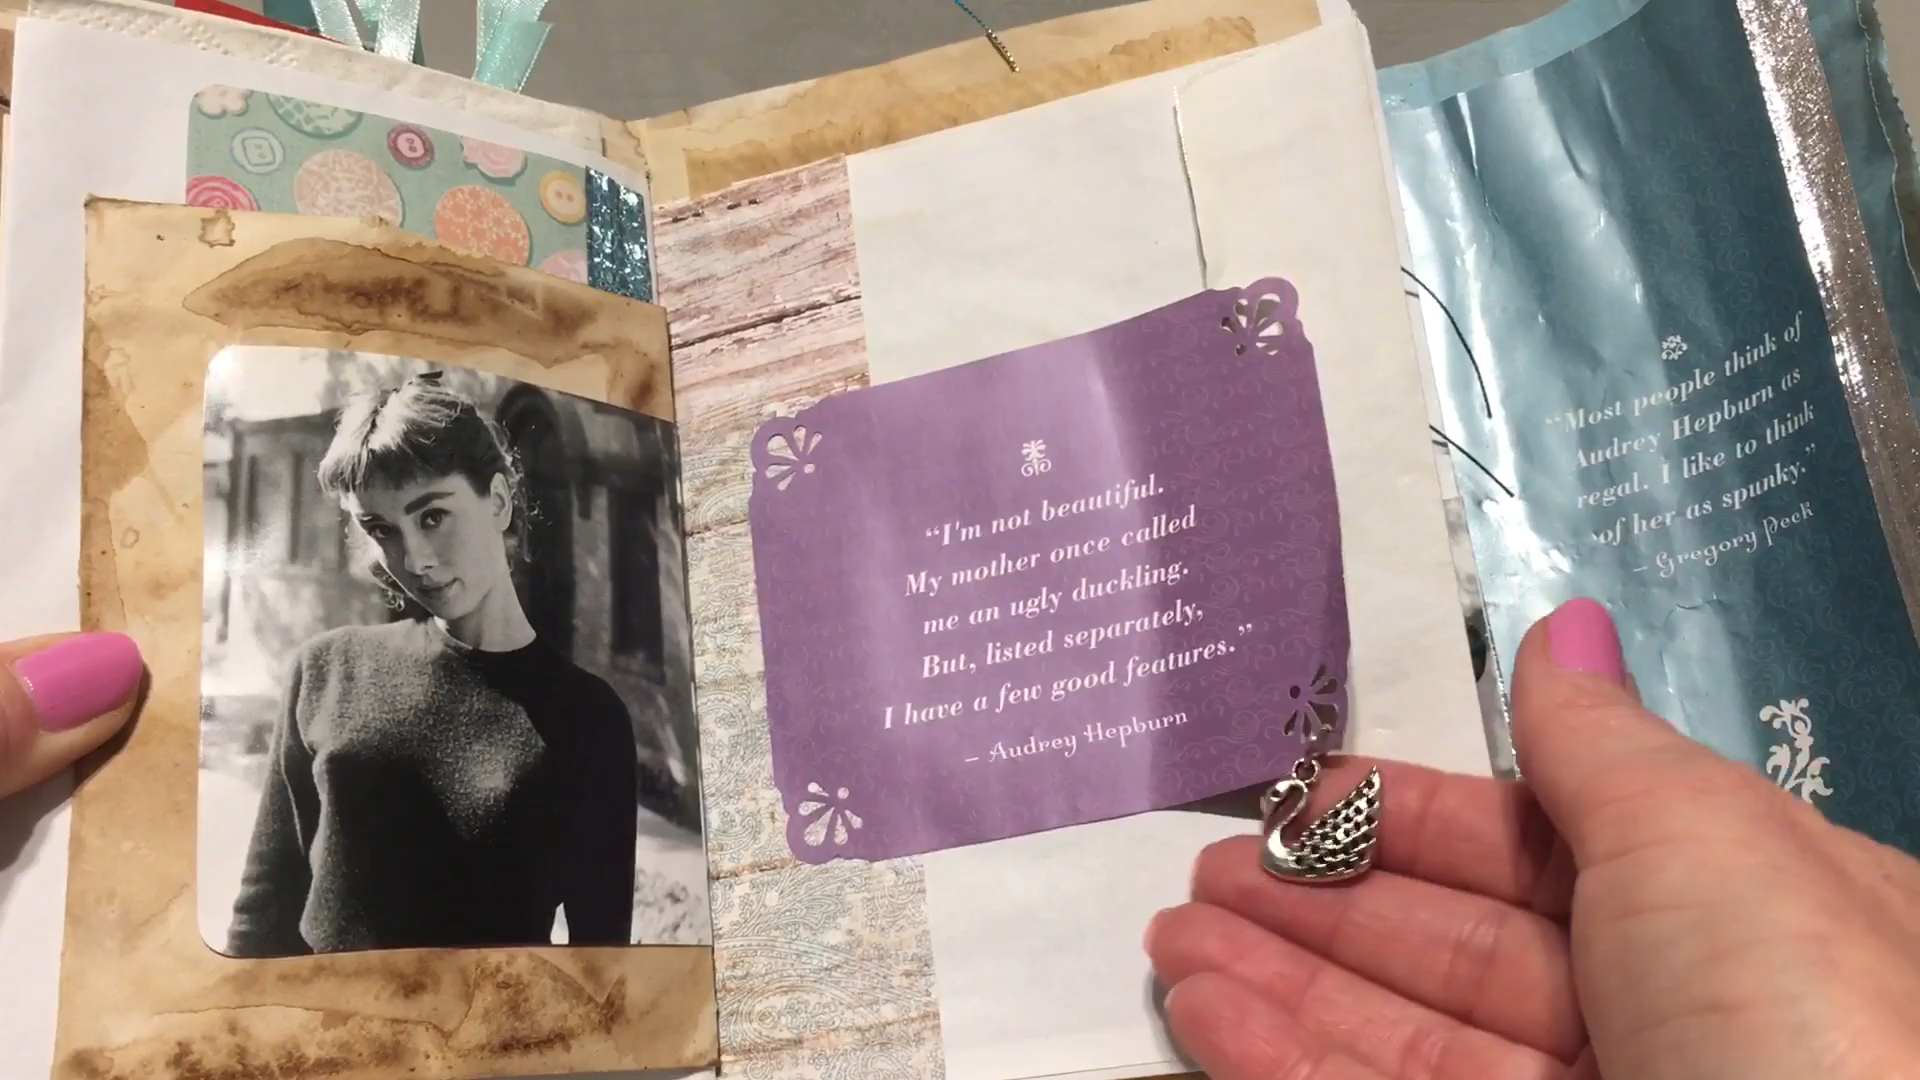 “I'm not beautiful.
My mother once called
me an ugly duckling.
But, listed separately,
I have a few good features.”
– Audrey Hepburn
“Most people think of
Audrey Hepburn as
regal. I like to think
of her as spunky.”
– Gregory Peck